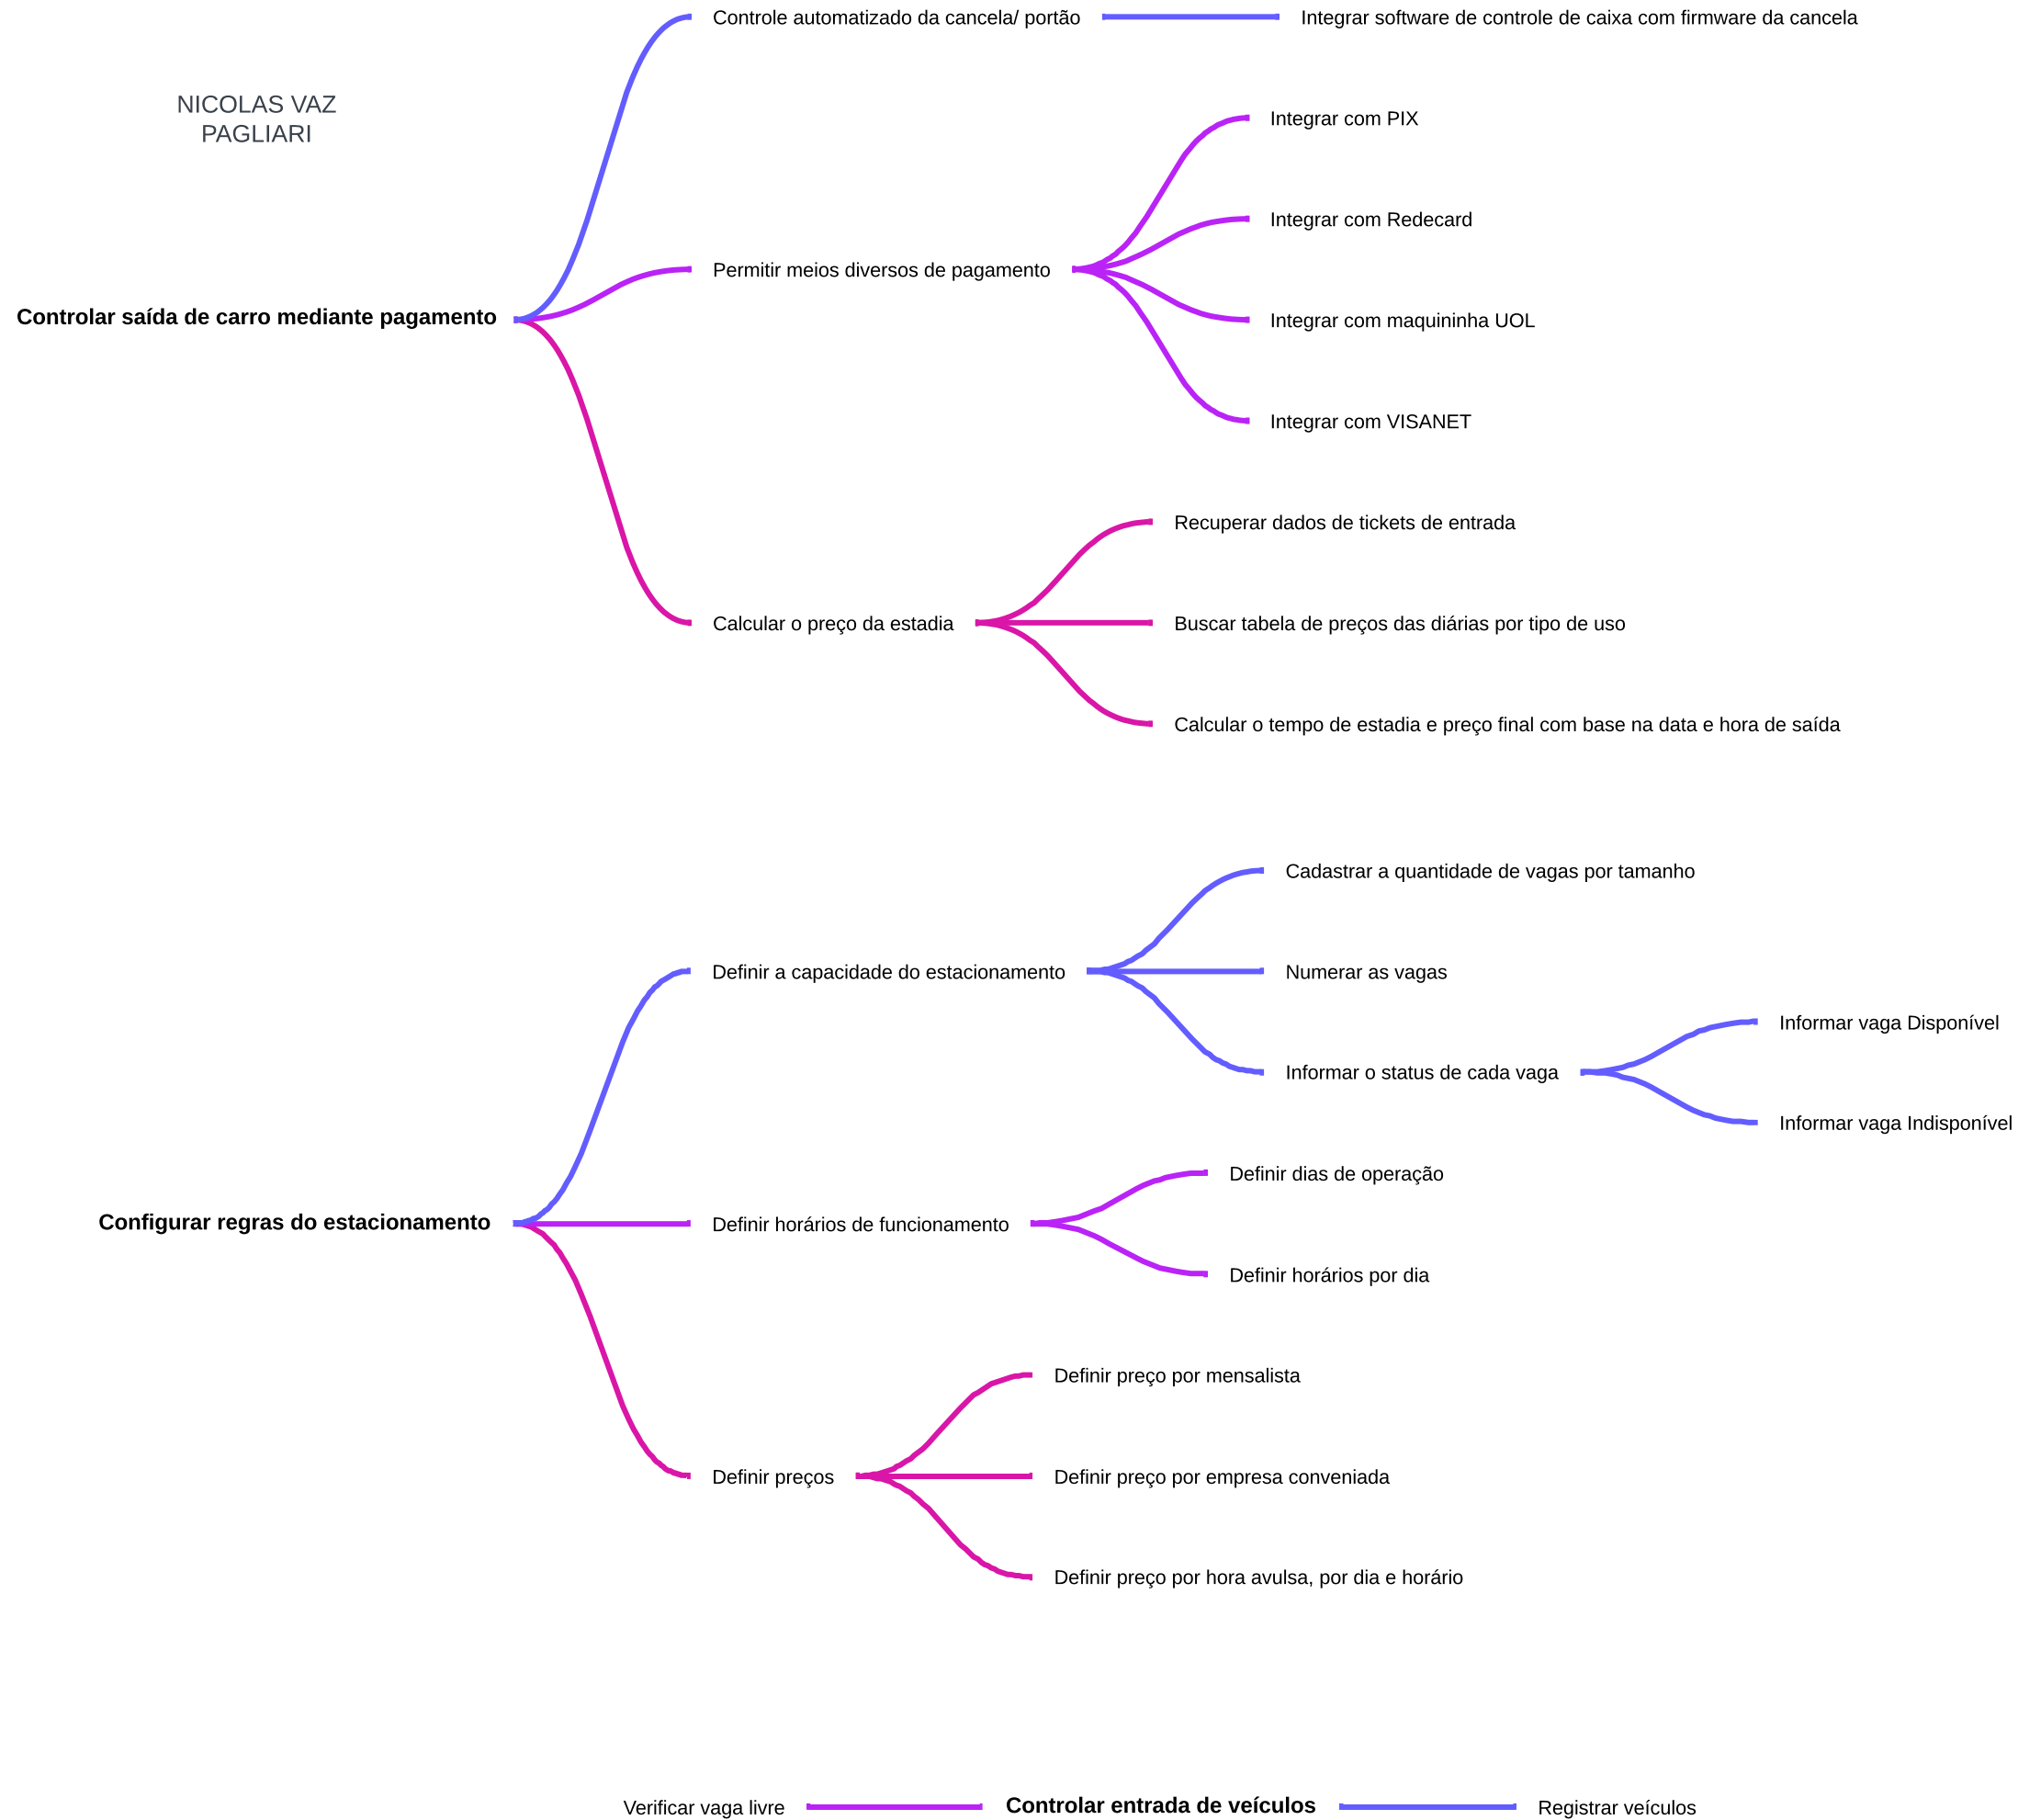 Controle automatizado da cancela/ portão
Integrar software de controle de caixa com firmware da cancela
NICOLAS VAZ
PAGLIARI
Integrar com PIX
Integrar com Redecard
Permitir meios diversos de pagamento
Controlar saída de carro mediante pagamento
Integrar com maquininha UOL
Integrar com VISANET
Recuperar dados de tickets de entrada
Calcular o preço da estadia
Buscar tabela de preços das diárias por tipo de uso
Calcular o tempo de estadia e preço final com base na data e hora de saída
Cadastrar a quantidade de vagas por tamanho
Definir a capacidade do estacionamento
Numerar as vagas
Informar vaga Disponível
Informar o status de cada vaga
Informar vaga Indisponível
Definir dias de operação
Configurar regras do estacionamento
Definir horários de funcionamento
Definir horários por dia
Definir preço por mensalista
Definir preços
Definir preço por empresa conveniada
Definir preço por hora avulsa, por dia e horário
Verificar vaga livre
Controlar entrada de veículos
Registrar veículos